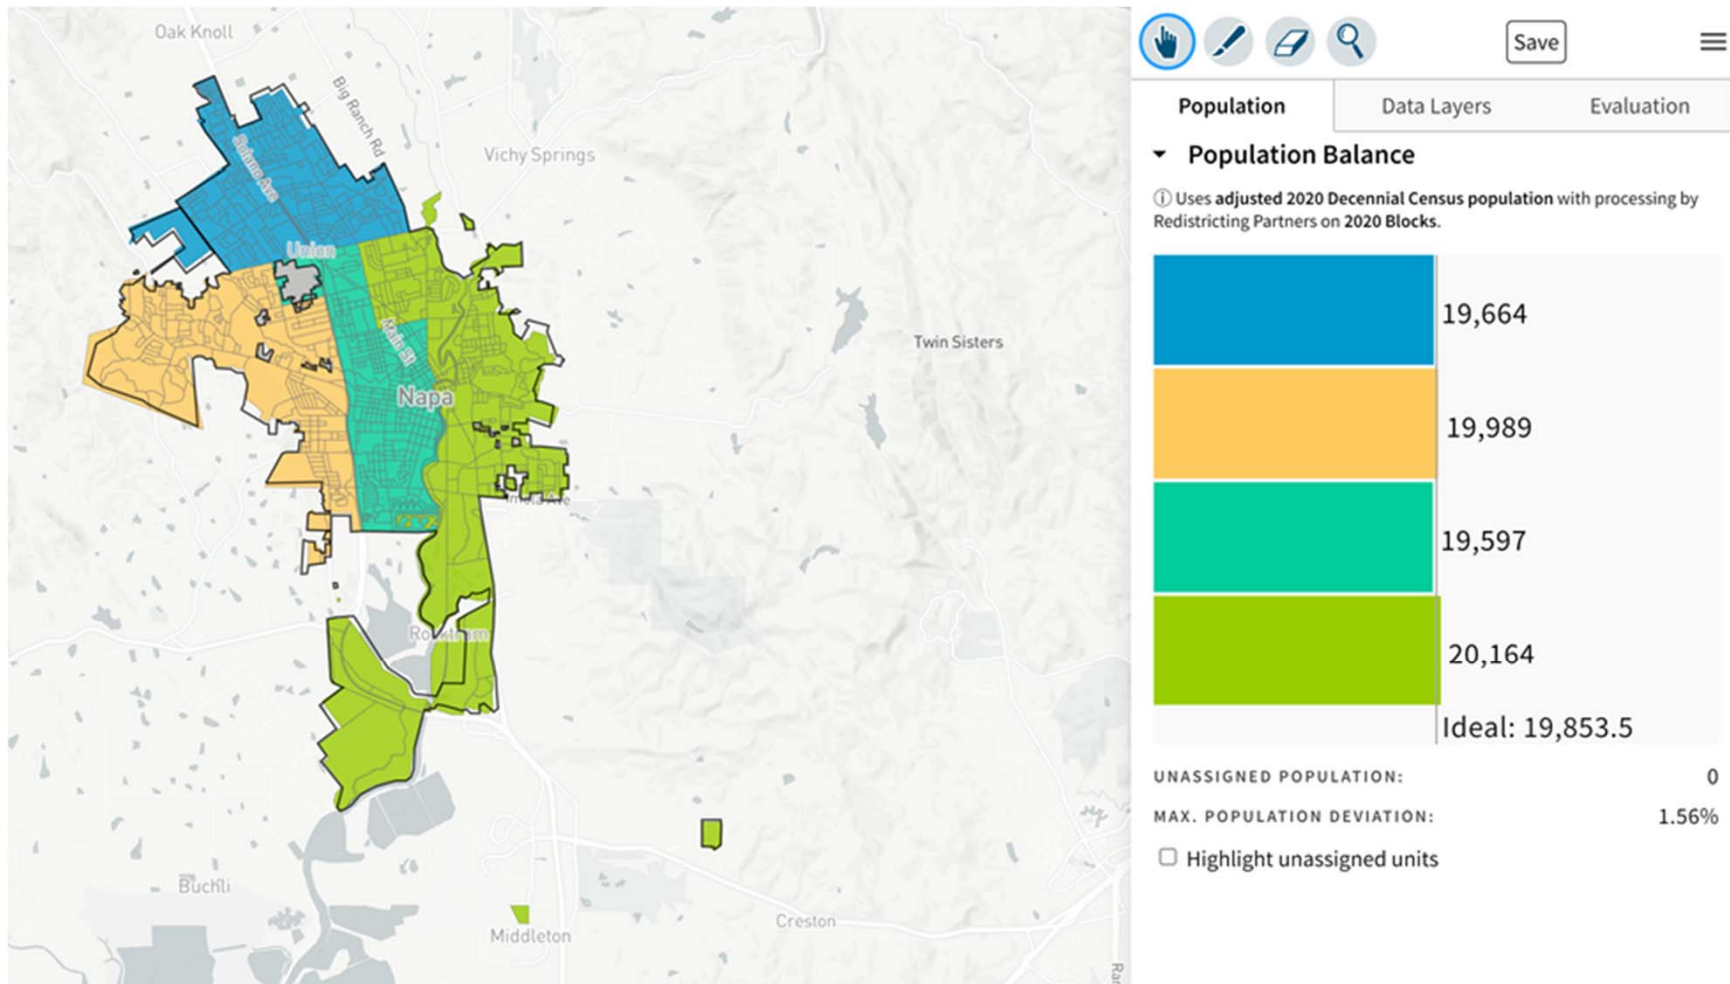 Oak Knoll
Big Ranch Rd
Solano Ave
Vichy Springs
Union
Main St
Napa
Twin Sisters
Imola Ave
Rocktram
Buchli
Middleton
Creston
Save
Population
Data Layers
Evaluation
Population Balance
Uses adjusted 2020 Decennial Census population with processing by
Redistricting Partners on 2020 Blocks.
19,664
19,989
19,597
20,164
Ideal: 19,853.5
UNASSIGNED POPULATION: 0
MAX. POPULATION DEVIATION: 1.56%
Highlight unassigned units